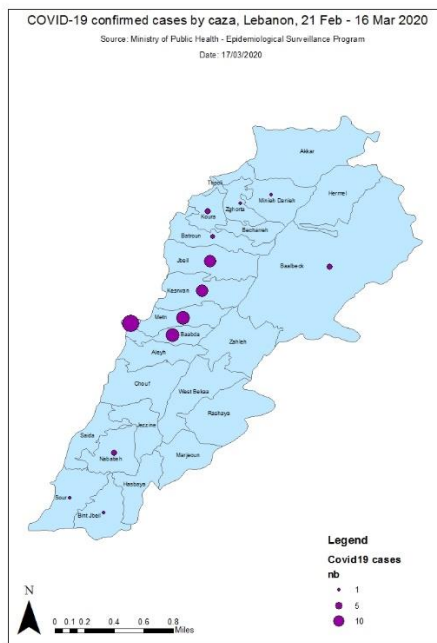 COVID-19 confirmed cases by caza, Lebanon, 21 Feb - 16 Mar 2020
Source: Ministry of Public Health - Epidemiological Surveillance Program
Date: 17/03/2020
Akkar
Tripoli
Minieh Danieh
Hermel
Zgharta
Koura
Becharreh
Batroun
Jbail
Baalbeck
Kesrwan
Metn
Baabda
Zahleh
Aleyh
Chouf
West Bekaa
Rachaya
Jezzine
Saida
Nabatieh
Marjeoun
Hasbaya
Sour
Bint Jbeil
Legend
Covid19 cases
nb
1
5
10
N
0 0.1 0.2 0.4 0.6 0.8
Miles